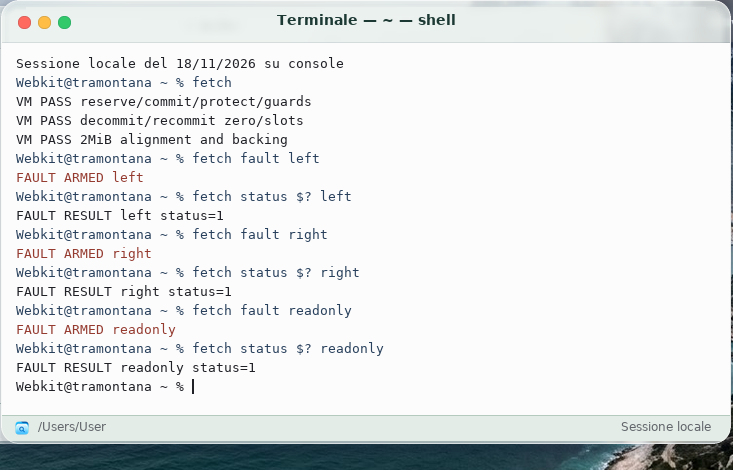 Terminale — ~ — shell
Sessione locale del 18/11/2026 su console
Webkit@tramontana ~ % fetch
VM PASS reserve/commit/protect/guards
VM PASS decommit/recommit zero/slots
VM PASS 2MiB alignment and backing
Webkit@tramontana ~ % fetch fault left
FAULT ARMED left
Webkit@tramontana ~ % fetch status $? left
FAULT RESULT left status=1
Webkit@tramontana ~ % fetch fault right
FAULT ARMED right
Webkit@tramontana ~ % fetch status $? right
FAULT RESULT right status=1
Webkit@tramontana ~ % fetch fault readonly
FAULT ARMED readonly
Webkit@tramontana ~ % fetch status $? readonly
FAULT RESULT readonly status=1
Webkit@tramontana ~ %
/Users/User
Sessione locale